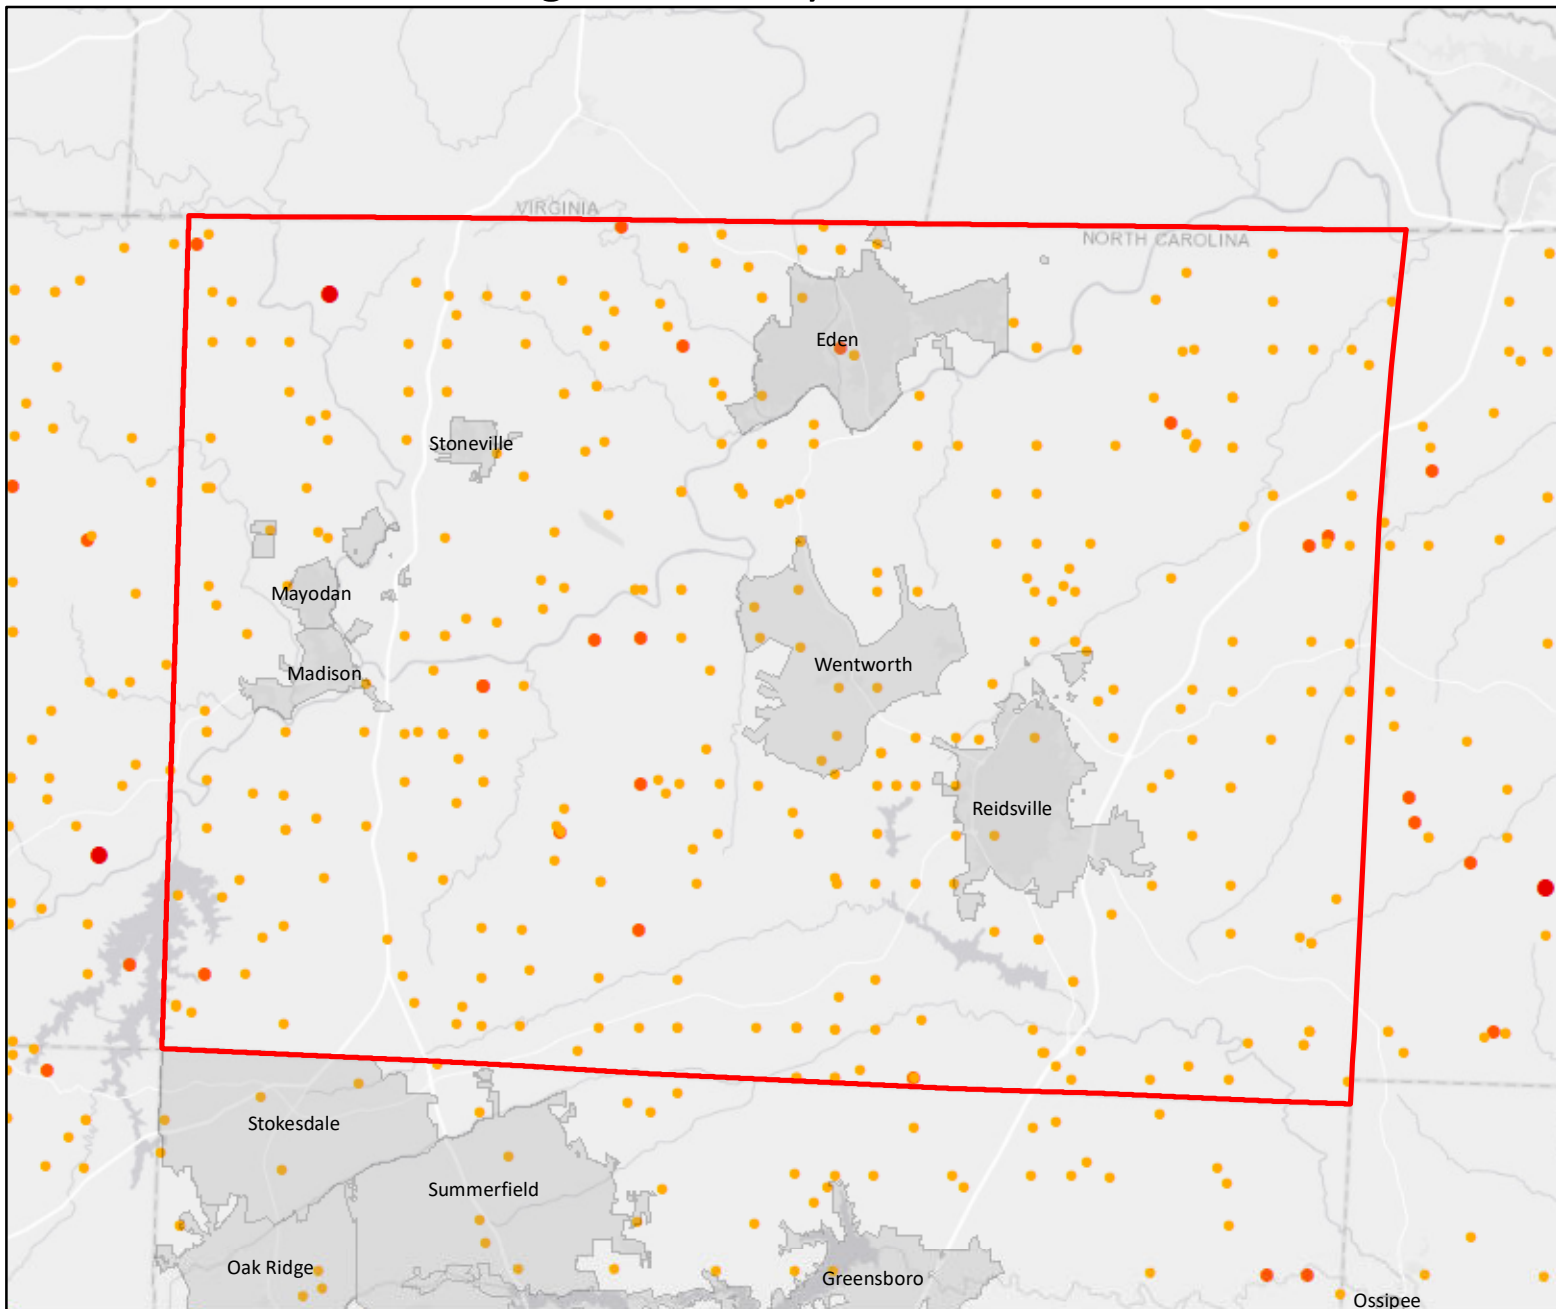 VIRGINIA
NORTH CAROLINA
Eden
Stoneville
Mayodan
Madison
Wentworth
Reidsville
Stokesdale
Summerfield
Oak Ridge
Greensboro
Ossipee